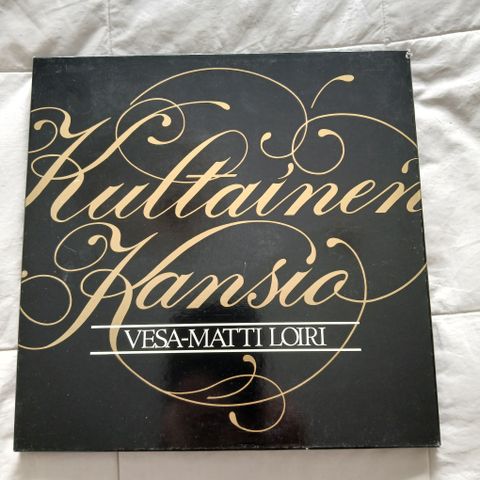 Kultainen
Kansio
VESA-MATTI LOIRI